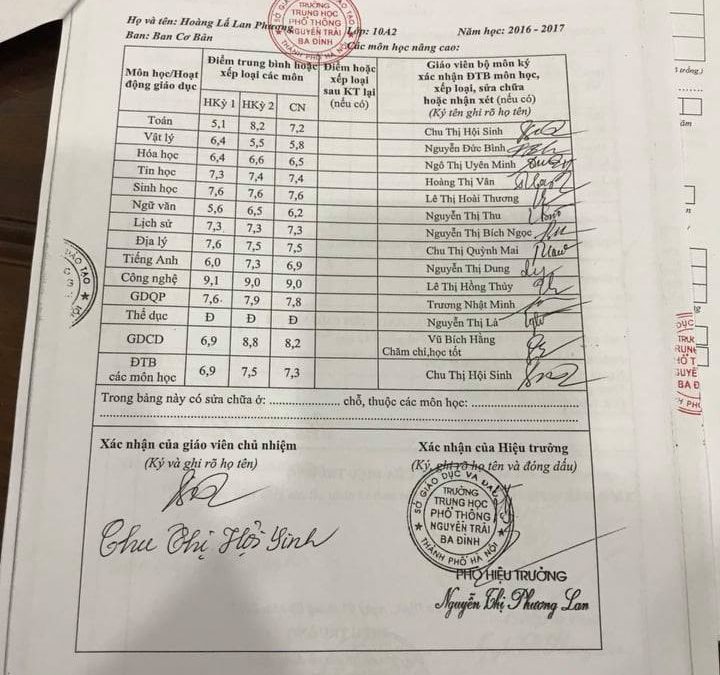 Họ và tên: Hoàng Lã Lan Phương Lớp: 10A2 Năm học: 2016 - 2017
Ban: Ban Cơ Bản Các môn học nâng cao:
TRƯỜNG
TRUNG HỌC
PHỔ THÔNG
NGUYỄN TRÃI
BA ĐÌNH
THÀNH PHỐ HÀ NỘI
Môn học/Hoạt động giáo dục
Điểm trung bình hoặc xếp loại các môn
Điểm hoặc xếp loại sau KT lại (nếu có)
Giáo viên bộ môn ký xác nhận ĐTB môn học, xếp loại, sửa chữa hoặc nhận xét (nếu có)
(Ký tên ghi rõ họ tên)
HKỳ 1 HKỳ 2 CN
Toán 5,1 8,2 7,2 Chu Thị Hội Sinh
Vật lý 6,4 5,5 5,8 Nguyễn Đức Bình
Hóa học 6,4 6,6 6,5 Ngô Thị Uyên Minh
Tin học 7,3 7,4 7,4 Hoàng Thị Vân
Sinh học 7,6 7,6 7,6 Lê Thị Hoài Thương
Ngữ văn 5,6 6,5 6,2 Nguyễn Thị Thu
Lịch sử 7,3 7,3 7,3 Nguyễn Thị Bích Ngọc
Địa lý 7,6 7,5 7,5 Chu Thị Quỳnh Mai
Tiếng Anh 6,0 7,3 6,9 Nguyễn Thị Dung
Công nghệ 9,1 9,0 9,0 Lê Thị Hồng Thúy
GDQP 7,6 7,9 7,8 Trương Nhật Minh
Thể dục Đ Đ Đ Nguyễn Thị Lả
GDCD 6,9 8,8 8,2 Vũ Bích Hằng
Chăm chỉ,học tốt
ĐTB các môn học 6,9 7,5 7,3 Chu Thị Hội Sinh
Trong bảng này có sửa chữa ở: ........ chỗ, thuộc các môn học: ........
Xác nhận của giáo viên chủ nhiệm
(Ký và ghi rõ họ tên)
Chu Thị Hội Sinh
Xác nhận của Hiệu trưởng
(Ký, ghi rõ họ tên và đóng dấu)
SỞ GIÁO DỤC VÀ ĐÀO TẠO
TRƯỜNG
TRUNG HỌC
PHỔ THÔNG
NGUYỄN TRÃI
BA ĐÌNH
THÀNH PHỐ HÀ NỘI
PHÓ HIỆU TRƯỞNG
Nguyễn Thị Phương Lan